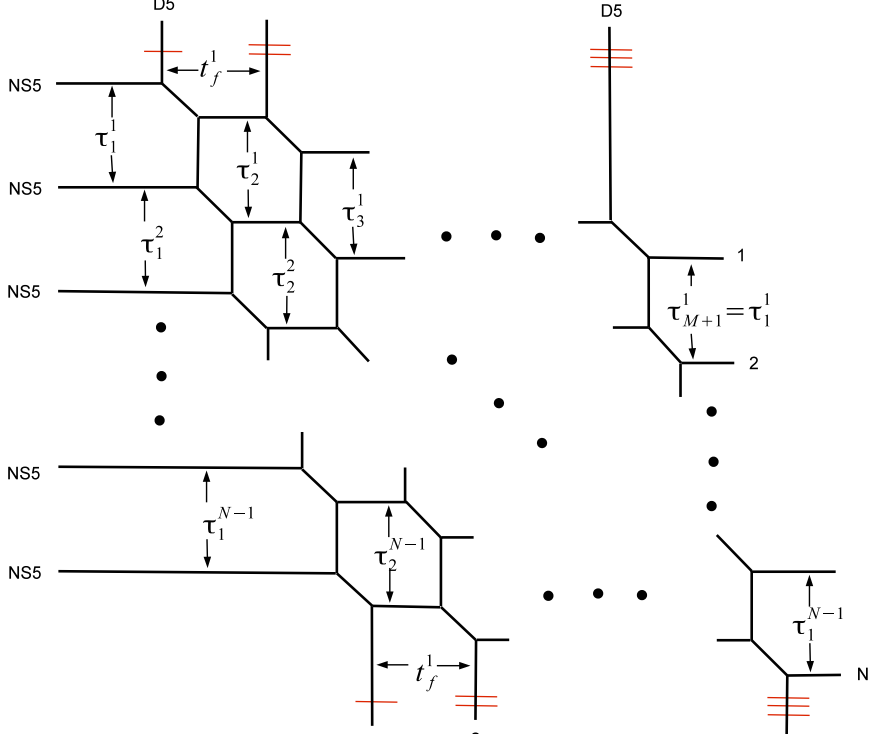 D5
D5
t_f^1
NS5
τ_1^1
τ_2^1
NS5
τ_3^1
τ_1^2
1
τ_2^2
NS5
τ_{M+1}^1=τ_1^1
2
NS5
τ_1^{N-1}
τ_2^{N-1}
NS5
τ_1^{N-1}
t_f^1
N